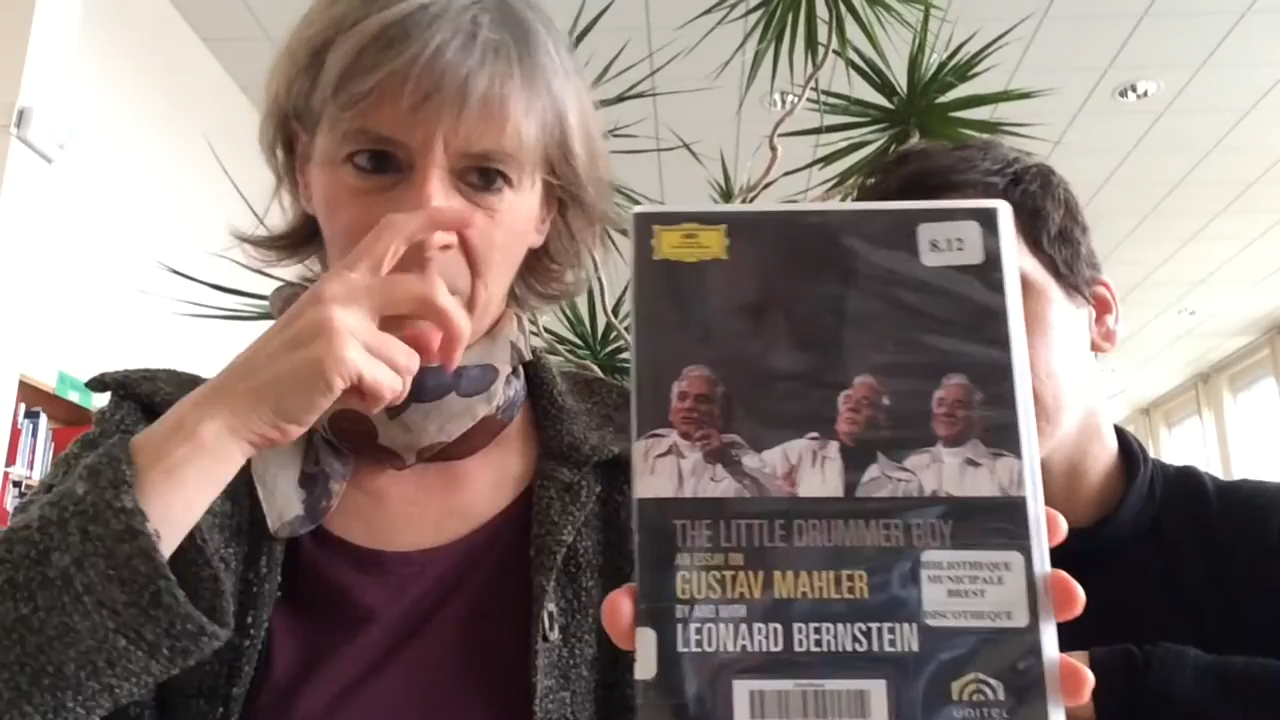 8.12
THE LITTLE DRUMMER BOY
AN ESSAY ON
GUSTAV MAHLER
BY AND WITH
LEONARD BERNSTEIN
BIBLIOTHEQUE
MUNICIPALE
BREST
DISCOTHEQUE
UNITEL